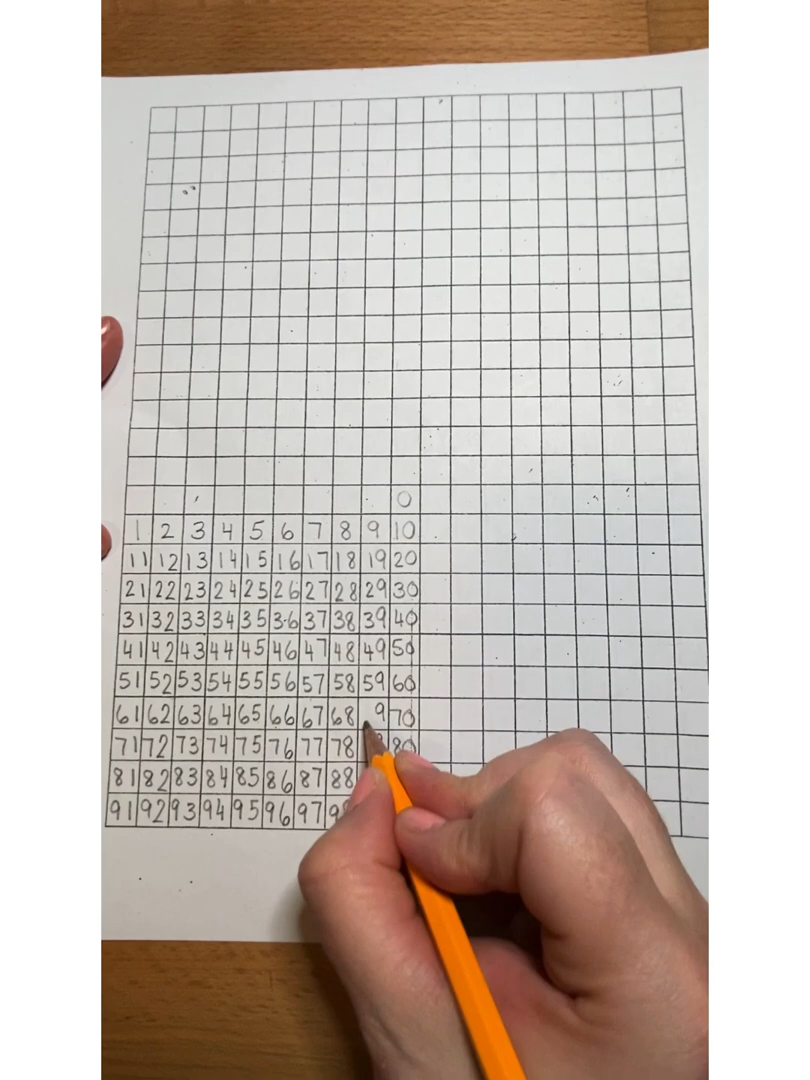 0
1 2 3 4 5 6 7 8 9 10
11 12 13 14 15 16 17 18 19 20
21 22 23 24 25 26 27 28 29 30
31 32 33 34 35 36 37 38 39 40
41 42 43 44 45 46 47 48 49 50
51 52 53 54 55 56 57 58 59 60
61 62 63 64 65 66 67 68 9 70
71 72 73 74 75 76 77 78 80
81 82 83 84 85 86 87 88
91 92 93 94 95 96 97